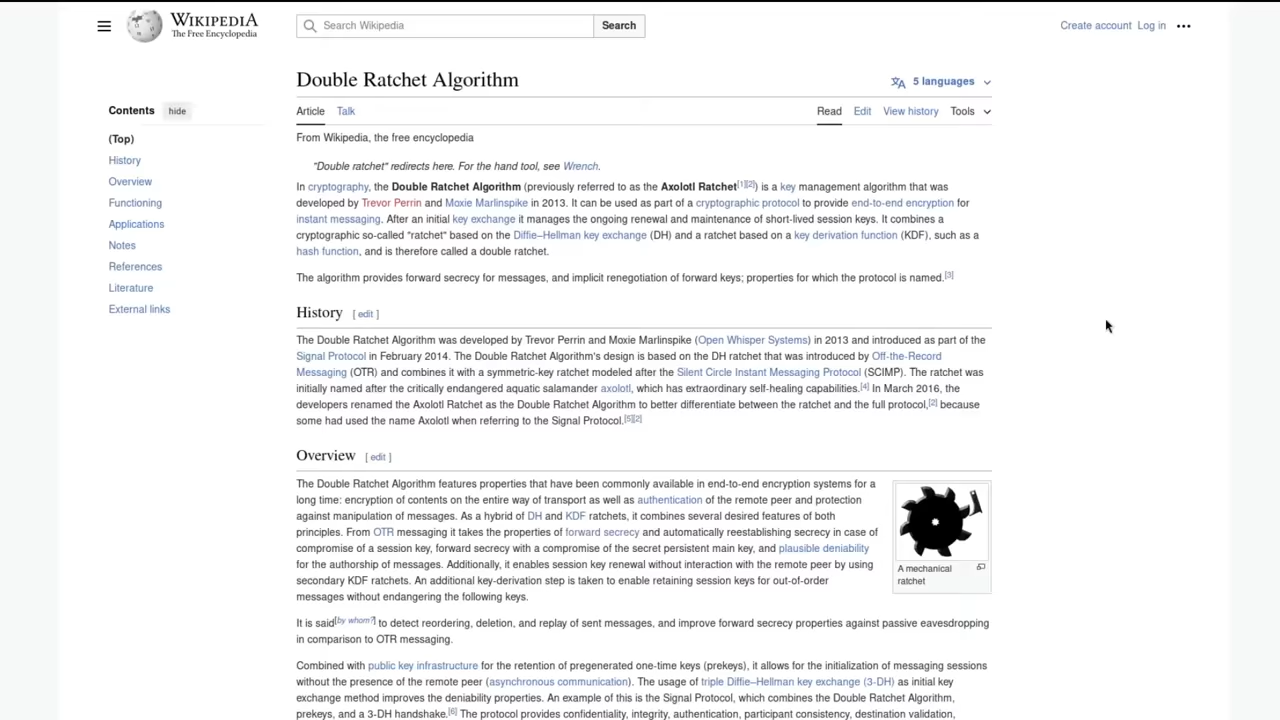 WIKIPEDIA
The Free Encyclopedia
Search Wikipedia
Search
Create account Log in
Double Ratchet Algorithm
5 languages
Contents hide
Article Talk
Read Edit View history Tools
(Top)
History
Overview
Functioning
Applications
Notes
References
Literature
External links
From Wikipedia, the free encyclopedia
"Double ratchet" redirects here. For the hand tool, see Wrench.
In cryptography, the Double Ratchet Algorithm (previously referred to as the Axolotl Ratchet[1][2]) is a key management algorithm that was
developed by Trevor Perrin and Moxie Marlinspike in 2013. It can be used as part of a cryptographic protocol to provide end-to-end encryption for
instant messaging. After an initial key exchange it manages the ongoing renewal and maintenance of short-lived session keys. It combines a
cryptographic so-called "ratchet" based on the Diffie–Hellman key exchange (DH) and a ratchet based on a key derivation function (KDF), such as a
hash function, and is therefore called a double ratchet.
The algorithm provides forward secrecy for messages, and implicit renegotiation of forward keys; properties for which the protocol is named.[3]
History [ edit ]
The Double Ratchet Algorithm was developed by Trevor Perrin and Moxie Marlinspike (Open Whisper Systems) in 2013 and introduced as part of the
Signal Protocol in February 2014. The Double Ratchet Algorithm's design is based on the DH ratchet that was introduced by Off-the-Record
Messaging (OTR) and combines it with a symmetric-key ratchet modeled after the Silent Circle Instant Messaging Protocol (SCIMP). The ratchet was
initially named after the critically endangered aquatic salamander axolotl, which has extraordinary self-healing capabilities.[4] In March 2016, the
developers renamed the Axolotl Ratchet as the Double Ratchet Algorithm to better differentiate between the ratchet and the full protocol,[2] because
some had used the name Axolotl when referring to the Signal Protocol.[5][2]
Overview [ edit ]
The Double Ratchet Algorithm features properties that have been commonly available in end-to-end encryption systems for a
long time: encryption of contents on the entire way of transport as well as authentication of the remote peer and protection
against manipulation of messages. As a hybrid of DH and KDF ratchets, it combines several desired features of both
principles. From OTR messaging it takes the properties of forward secrecy and automatically reestablishing secrecy in case of
compromise of a session key, forward secrecy with a compromise of the secret persistent main key, and plausible deniability
for the authorship of messages. Additionally, it enables session key renewal without interaction with the remote peer by using
secondary KDF ratchets. An additional key-derivation step is taken to enable retaining session keys for out-of-order
messages without endangering the following keys.
A mechanical
ratchet
It is said[by whom?] to detect reordering, deletion, and replay of sent messages, and improve forward secrecy properties against passive eavesdropping
in comparison to OTR messaging.
Combined with public key infrastructure for the retention of pregenerated one-time keys (prekeys), it allows for the initialization of messaging sessions
without the presence of the remote peer (asynchronous communication). The usage of triple Diffie–Hellman key exchange (3-DH) as initial key
exchange method improves the deniability properties. An example of this is the Signal Protocol, which combines the Double Ratchet Algorithm,
prekeys, and a 3-DH handshake.[6] The protocol provides confidentiality, integrity, authentication, participant consistency, destination validation,